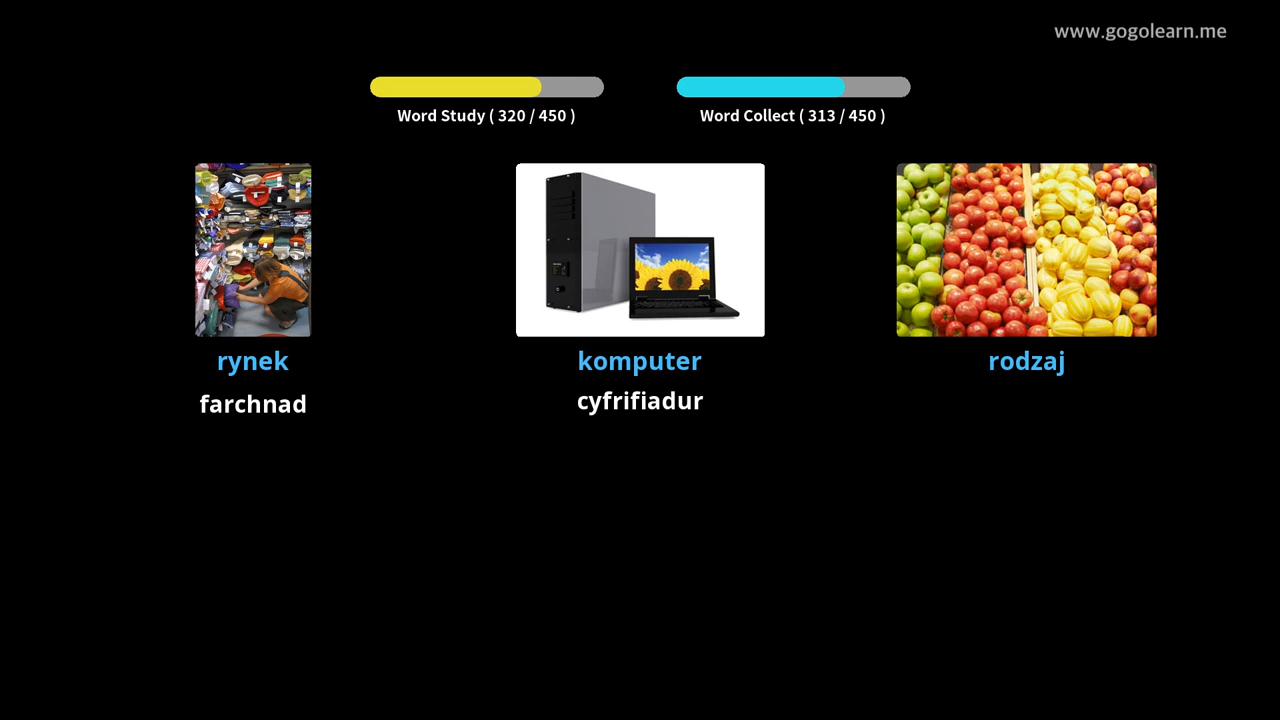 www.gogolearn.me
Word Study ( 320 / 450 )
Word Collect ( 313 / 450 )
rynek
komputer
rodzaj
farchnad
cyfrifiadur